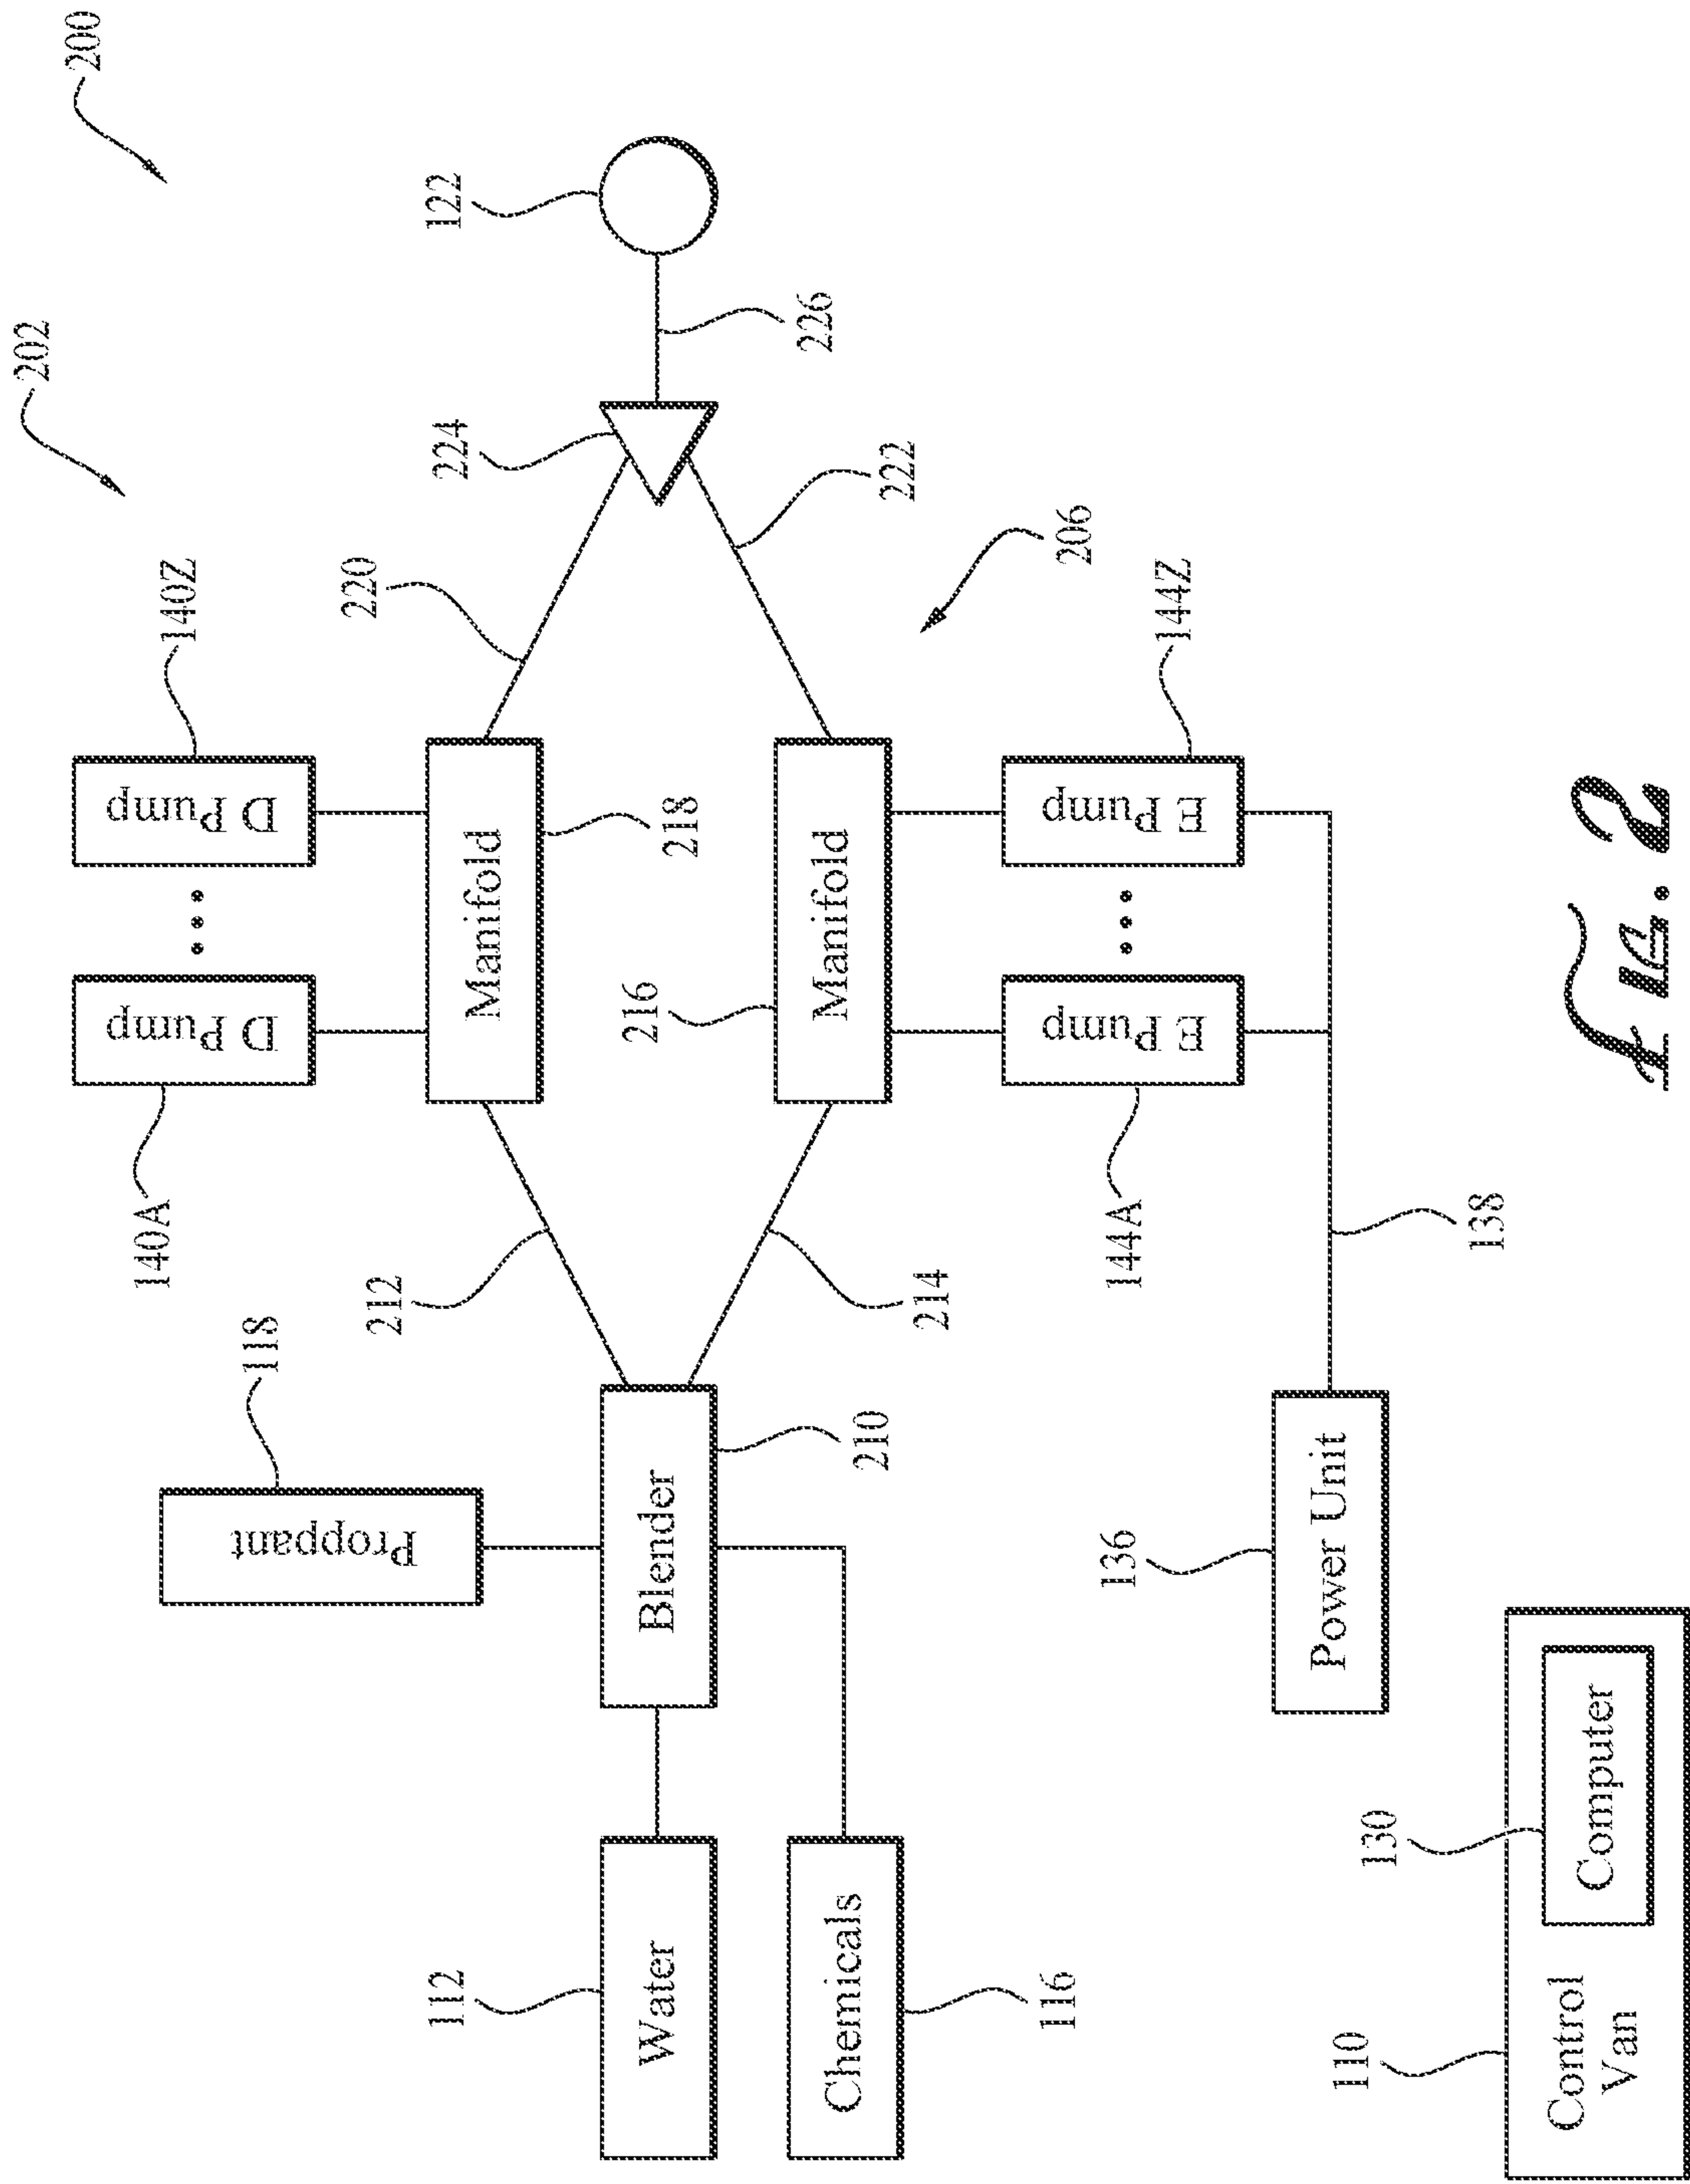 200
202
140A
D Pump
140Z
D Pump
118
Proppant
212
Manifold
218
220
224
122
226
112
Water
Blender
210
214
216
Manifold
222
206
Chemicals
116
144A
E Pump
144Z
E Pump
138
136
Power Unit
110
Control
Van
130
Computer
FIG. 2